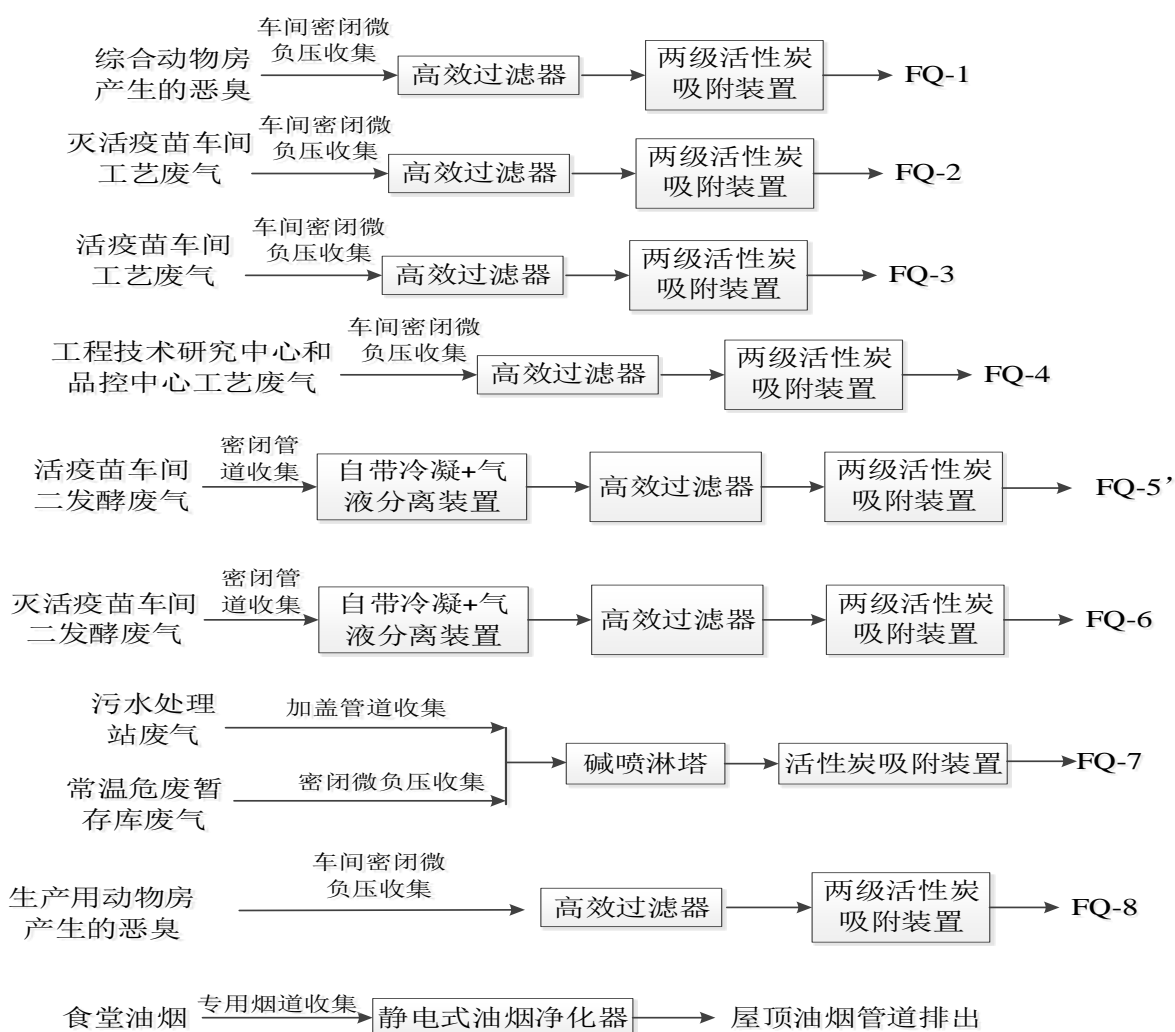 综合动物房
产生的恶臭
车间密闭微
负压收集
高效过滤器
两级活性炭
吸附装置
FQ-1
灭活疫苗车间
工艺废气
车间密闭微
负压收集
高效过滤器
两级活性炭
吸附装置
FQ-2
活疫苗车间
工艺废气
车间密闭微
负压收集
高效过滤器
两级活性炭
吸附装置
FQ-3
工程技术研究中心和
品控中心工艺废气
车间密闭微
负压收集
高效过滤器
两级活性炭
吸附装置
FQ-4
活疫苗车间
二发酵废气
密闭管
道收集
自带冷凝+气
液分离装置
高效过滤器
两级活性炭
吸附装置
FQ-5’
灭活疫苗车间
二发酵废气
密闭管
道收集
自带冷凝+气
液分离装置
高效过滤器
两级活性炭
吸附装置
FQ-6
污水处理
站废气
加盖管道收集
常温危废暂
存库废气
密闭微负压收集
碱喷淋塔
活性炭吸附装置
FQ-7
生产用动物房
产生的恶臭
车间密闭微
负压收集
高效过滤器
两级活性炭
吸附装置
FQ-8
食堂油烟
专用烟道收集
静电式油烟净化器
屋顶油烟管道排出